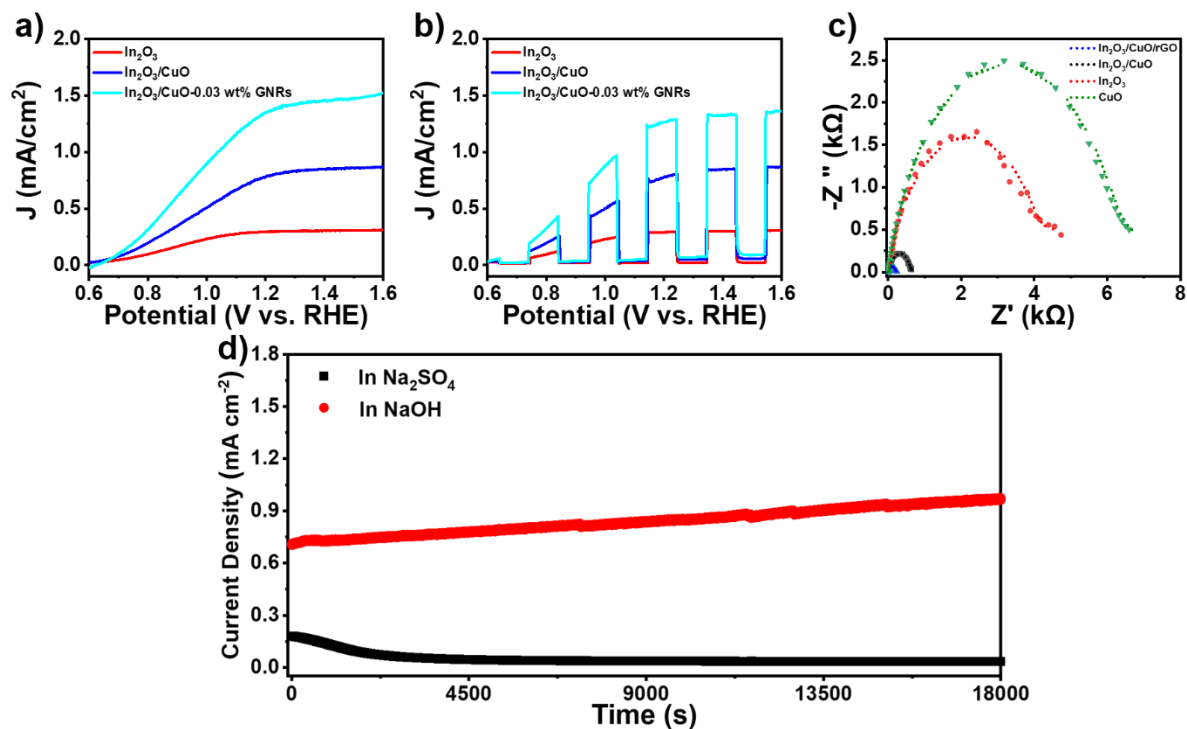 a)
J (mA/cm²)
2.0
1.5
1.0
0.5
0.0
In₂O₃
In₂O₃/CuO
In₂O₃/CuO-0.03 wt% GNRs
0.6 0.8 1.0 1.2 1.4 1.6
Potential (V vs. RHE)
b)
J (mA/cm²)
2.0
1.5
1.0
0.5
0.0
In₂O₃
In₂O₃/CuO
In₂O₃/CuO-0.03 wt% GNRs
0.6 0.8 1.0 1.2 1.4 1.6
Potential (V vs. RHE)
c)
-Z '' (kΩ)
2.5
2.0
1.5
1.0
0.5
0.0
In₂O₃/CuO/rGO
In₂O₃/CuO
In₂O₃
CuO
0 2 4 6 8
Z' (kΩ)
d)
Current Density (mA cm⁻²)
1.8
1.5
1.2
0.9
0.6
0.3
0.0
In Na₂SO₄
In NaOH
0 4500 9000 13500 18000
Time (s)